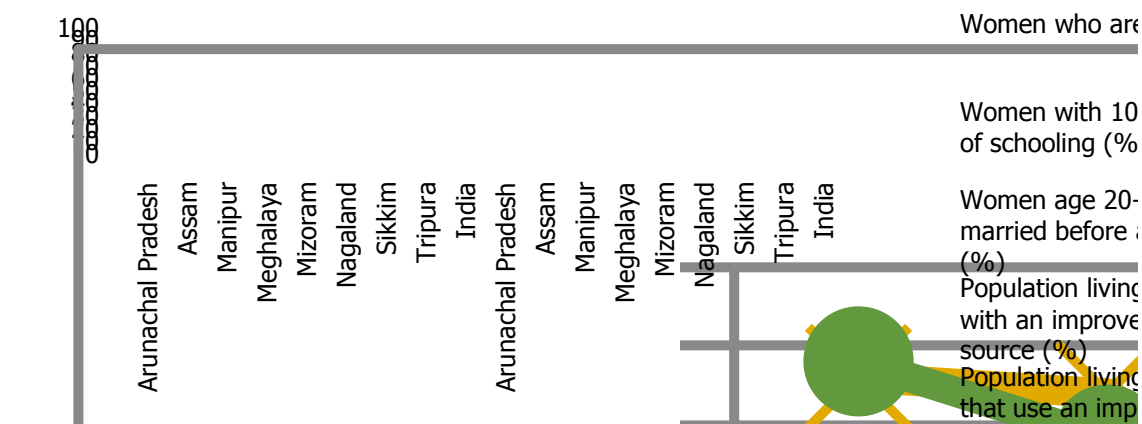 100
0
Arunachal Pradesh
Assam
Manipur
Meghalaya
Mizoram
Nagaland
Sikkim
Tripura
India
Arunachal Pradesh
Assam
Manipur
Meghalaya
Mizoram
Nagaland
Sikkim
Tripura
India
Women who are
Women with 10
of schooling (%
Women age 20-
married before
(%)
Population living
with an improve
source (%)
Population living
that use an imp